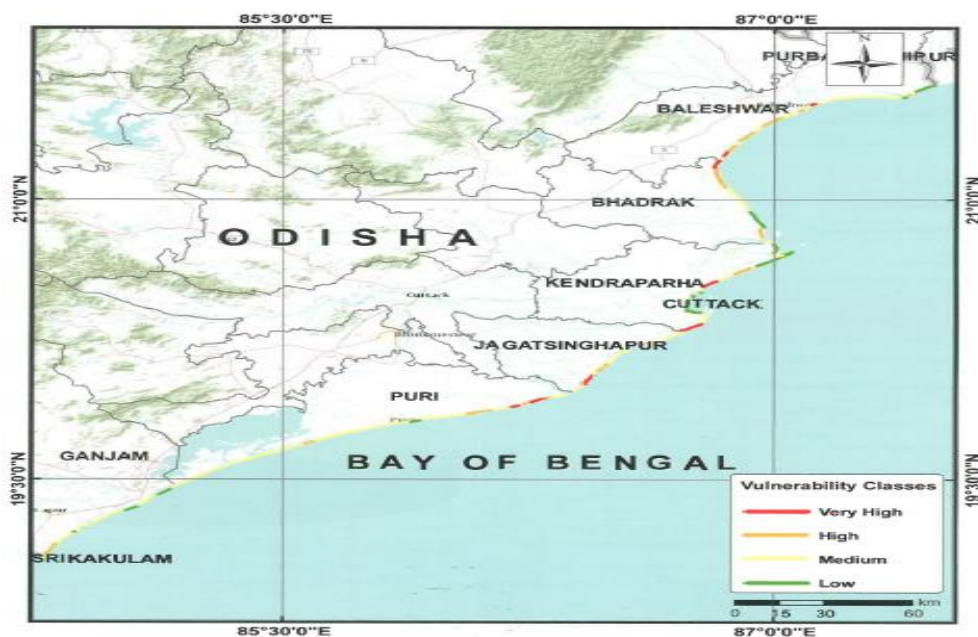 85°30'0"E
87°0'0"E
PURBA
IIPUR
BALESHWAR
21°0'0"N
21°0'0"N
BHADRAK
ODISHA
KENDRAPARHA
Cuttack
CUTTACK
Bhubaneswar
JAGATSINGHAPUR
PURI
GANJAM
BAY OF BENGAL
19°30'0"N
19°30'0"N
SRIKAKULAM
Vulnerability Classes
Very High
High
Medium
Low
km
0 15 30 60
85°30'0"E
87°0'0"E